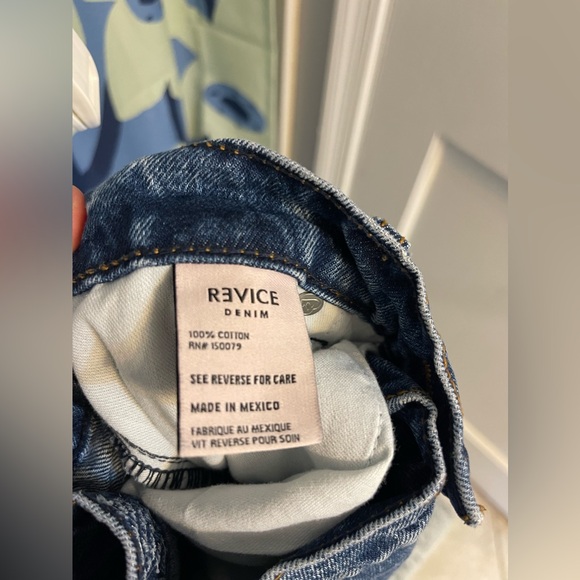 RƎVICE
DENIM
100% COTTON
RN# 150079
SEE REVERSE FOR CARE
MADE IN MEXICO
FABRIQUE AU MEXIQUE
VIT REVERSE POUR SOIN